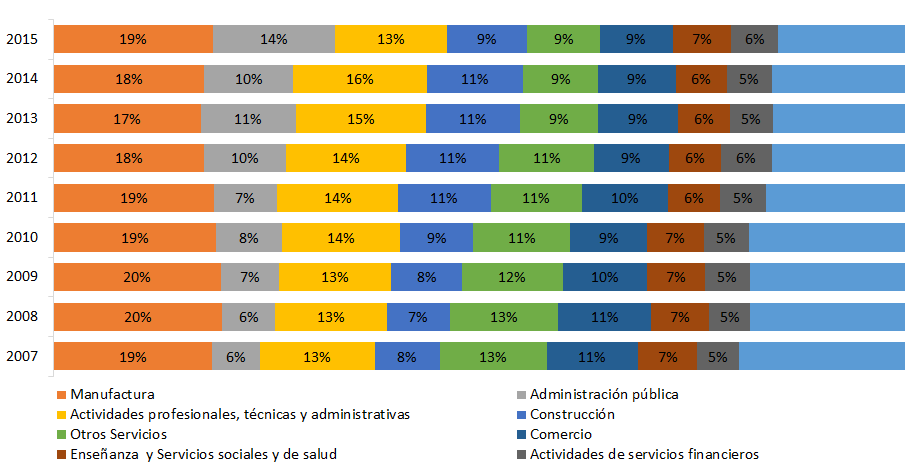 2015 19% 14% 13% 9% 9% 9% 7% 6%
2014 18% 10% 16% 11% 9% 9% 6% 5%
2013 17% 11% 15% 11% 9% 9% 6% 5%
2012 18% 10% 14% 11% 11% 9% 6% 6%
2011 19% 7% 14% 11% 11% 10% 6% 5%
2010 19% 8% 14% 9% 11% 9% 7% 5%
2009 20% 7% 13% 8% 12% 10% 7% 5%
2008 20% 6% 13% 7% 13% 11% 7% 5%
2007 19% 6% 13% 8% 13% 11% 7% 5%
Manufactura Administración pública
Actividades profesionales, técnicas y administrativas Construcción
Otros Servicios Comercio
Enseñanza y Servicios sociales y de salud Actividades de servicios financieros